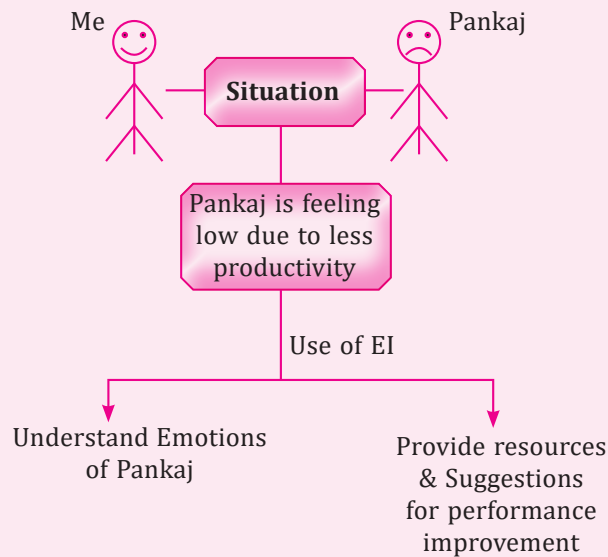 Me
Pankaj
Situation
Pankaj is feeling
low due to less
productivity
Use of EI
Understand Emotions
of Pankaj
Provide resources
& Suggestions
for performance
improvement